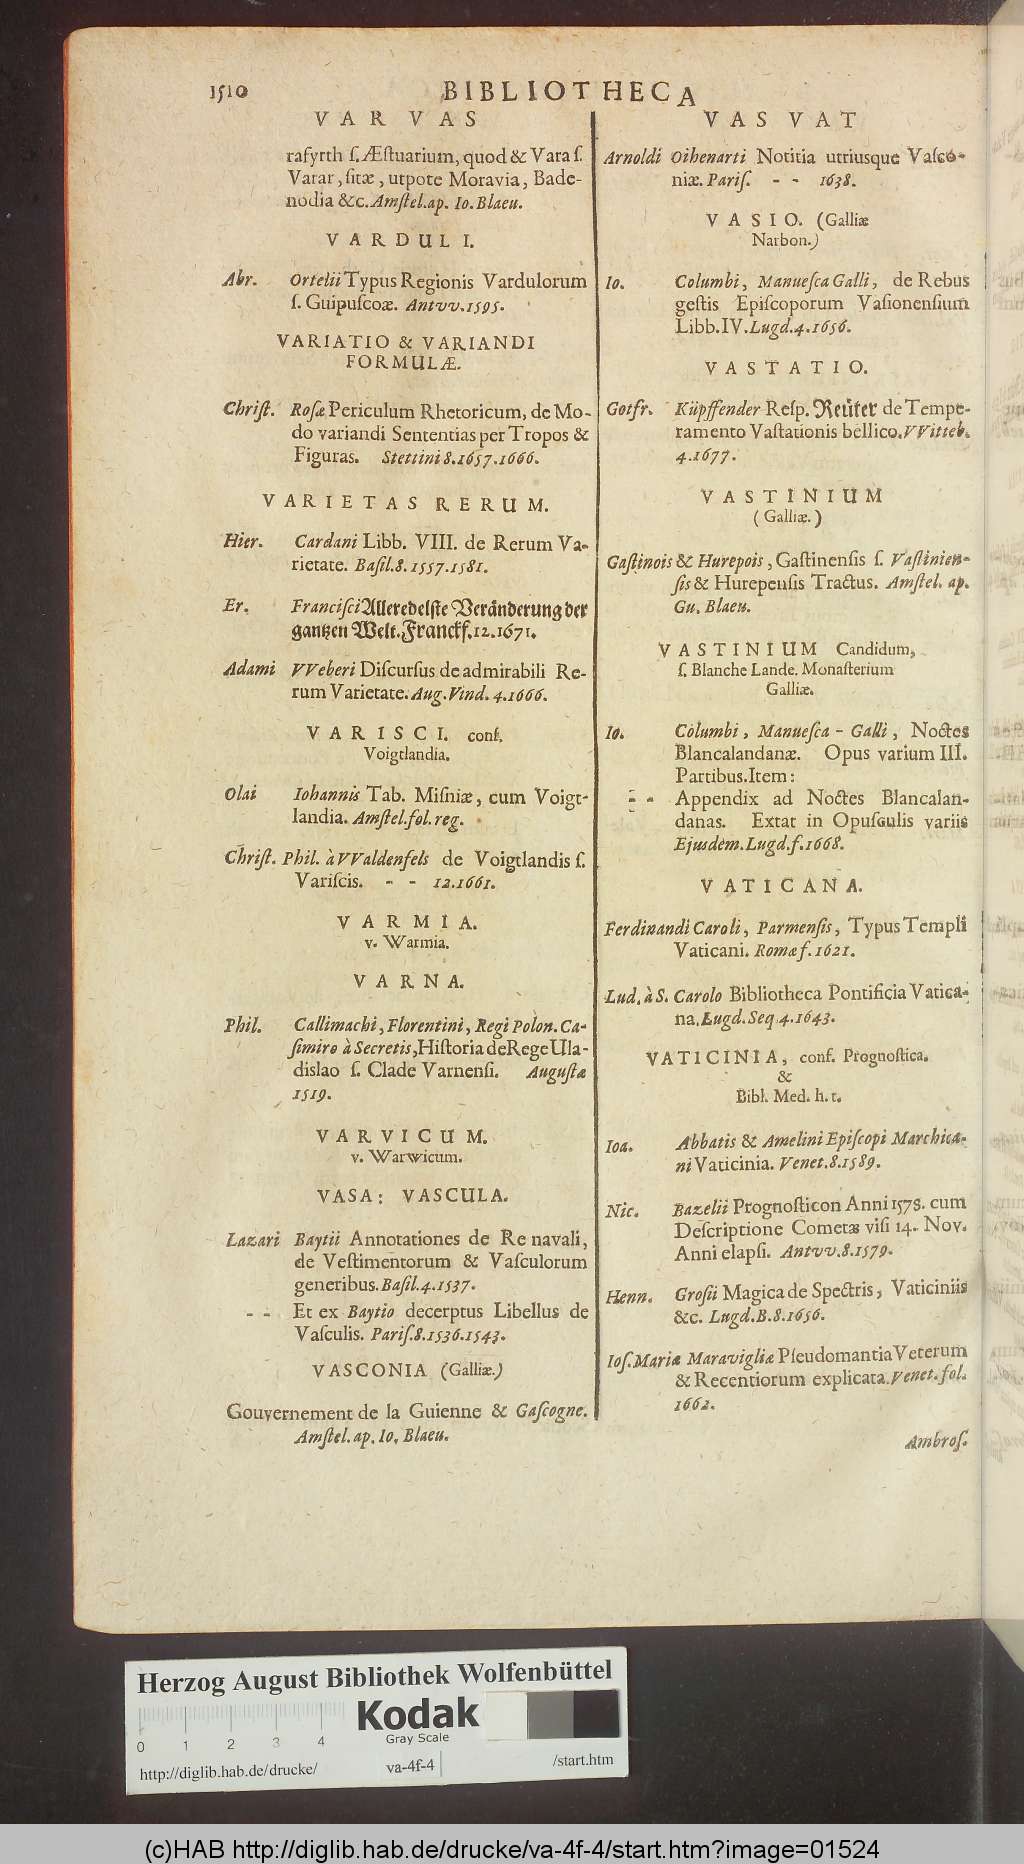 1510
BIBLIOTHECA
VAR VAS
rafyrth ſ. Æſtuarium, quod & Vara ſ.
Varar, ſitæ, utpote Moravia, Bade-
nodia &c. Amſtel. ap. Io. Blaeu.
VARDULI.
Abr. Ortelii Typus Regionis Vardulorum
ſ. Guipuſcoæ. Antvv. 1595.
VARIATIO & VARIANDI
FORMULÆ.
Chriſt. Roſæ Periculum Rhetoricum, de Mo-
do variandi Sententias per Tropos &
Figuras. Stettini 8. 1657. 1666.
VARIETAS RERUM.
Hier. Cardani Libb. VIII. de Rerum Va-
rietate. Baſil. 8. 1557. 1581.
Er. Franciſci Alleredelſte Veränderung der
gantzen Welt. Franckf. 12. 1671.
Adami VVeberi Diſcurſus de admirabili Re-
rum Varietate. Aug. Vind. 4. 1666.
VARISCI. conf.
Voigtlandia.
Olai Iohannis Tab. Miſniæ, cum Voigt-
landia. Amſtel. fol. reg.
Chriſt. Phil. à VValdenfels de Voigtlandis ſ.
Variſcis. - - 12. 1661.
VARMIA.
v. Warmia.
VARNA.
Phil. Callimachi, Florentini, Regi Polon. Ca-
ſimiro à Secretis, Hiſtoria de Rege Ula-
dislao ſ. Clade Varnenſi. Auguſtæ
1519.
VARVICUM.
v. Warwicum.
VASA: VASCULA.
Lazari Baytii Annotationes de Re navali,
de Veſtimentorum & Vaſculorum
generibus. Baſil. 4. 1537.
- - Et ex Baytio decerptus Libellus de
Vaſculis. Pariſ. 8. 1536. 1543.
VASCONIA (Galliæ.)
Gouvernement de la Guienne & Gaſcogne.
Amſtel. ap. Io. Blaeu.
VAS VAT
Arnoldi Oihenarti Notitia utriusque Vaſco-
niæ. Pariſ. - - 1638.
VASIO. (Galliæ
Narbon.)
Io. Columbi, Manueſca Galli, de Rebus
geſtis Epiſcoporum Vaſionenſium
Libb. IV. Lugd. 4. 1656.
VASTATIO.
Gotfr. Küpffender Reſp. Reüter de Tempe-
ramento Vaſtationis bellico. VVitteb.
4. 1677.
VASTINIUM
(Galliæ.)
Gaſtinois & Hurepois, Gaſtinenſis ſ. Vaſtinien-
ſis & Hurepenſis Tractus. Amſtel. ap.
Gu. Blaeu.
VASTINIUM Candidum,
ſ. Blanche Lande. Monaſterium
Galliæ.
Io. Columbi, Manueſca-Galli, Noctes
Blancalandanæ. Opus varium III.
Partibus. Item:
- - Appendix ad Noctes Blancalan-
danas. Extat in Opuſculis variis
Ejusdem. Lugd. f. 1668.
VATICANA.
Ferdinandi Caroli, Parmenſis, Typus Templi
Vaticani. Romæ f. 1621.
Lud. à S. Carolo Bibliotheca Pontificia Vatica-
na. Lugd. Seq. 4. 1643.
VATICINIA, conf. Prognoſtica.
&
Bibl. Med. h. t.
Ioa. Abbatis & Amelini Epiſcopi Marchica-
ni Vaticinia. Venet. 8. 1589.
Nic. Bazelii Prognoſticon Anni 1578. cum
Deſcriptione Cometæ viſi 14. Nov.
Anni elapſi. Antvv. 8. 1579.
Henn. Groſii Magica de Spectris, Vaticiniis
&c. Lugd. B. 8. 1656.
Ioſ. Mariæ Maravigliæ Pſeudomantia Veterum
& Recentiorum explicata. Venet. fol.
1662.
Ambroſ.
Herzog August Bibliothek Wolfenbüttel
Kodak
Gray Scale
0 1 2 3 4
http://diglib.hab.de/drucke/ va-4f-4 /start.htm
(c)HAB http://diglib.hab.de/drucke/va-4f-4/start.htm?image=01524